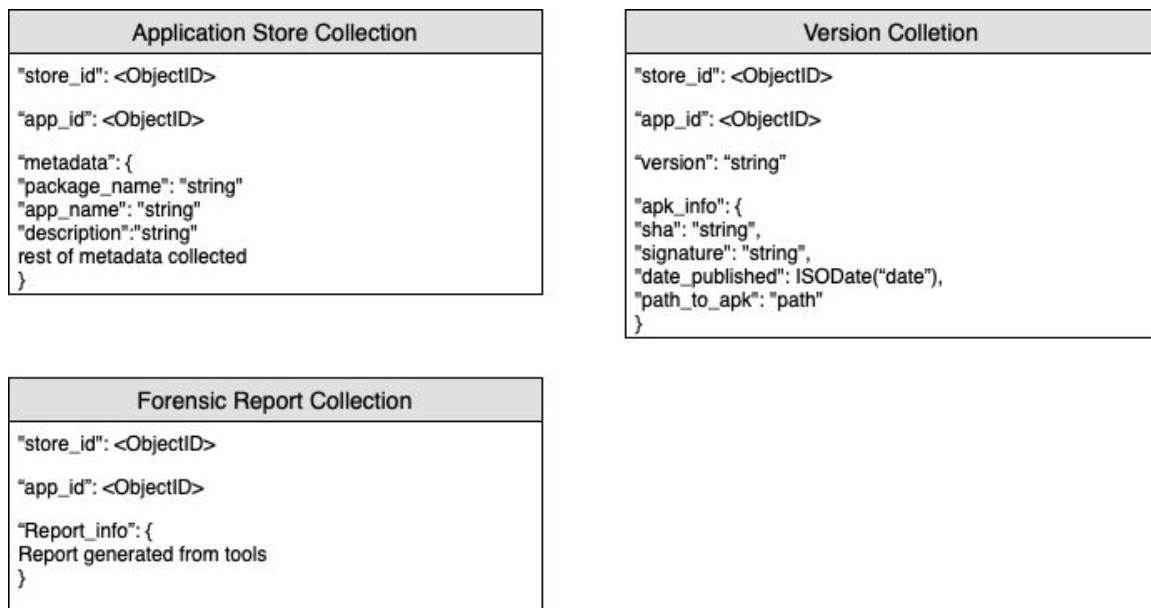 Application Store Collection
"store_id": <ObjectID>
“app_id”: <ObjectID>
“metadata”: {
"package_name": "string"
"app_name": "string"
"description":"string"
rest of metadata collected
}
Version Colletion
"store_id": <ObjectID>
“app_id”: <ObjectID>
“version”: “string”
"apk_info": {
"sha": "string",
"signature": "string",
"date_published": ISODate(“date”),
"path_to_apk": "path"
}
Forensic Report Collection
"store_id": <ObjectID>
“app_id”: <ObjectID>
“Report_info”: {
Report generated from tools
}